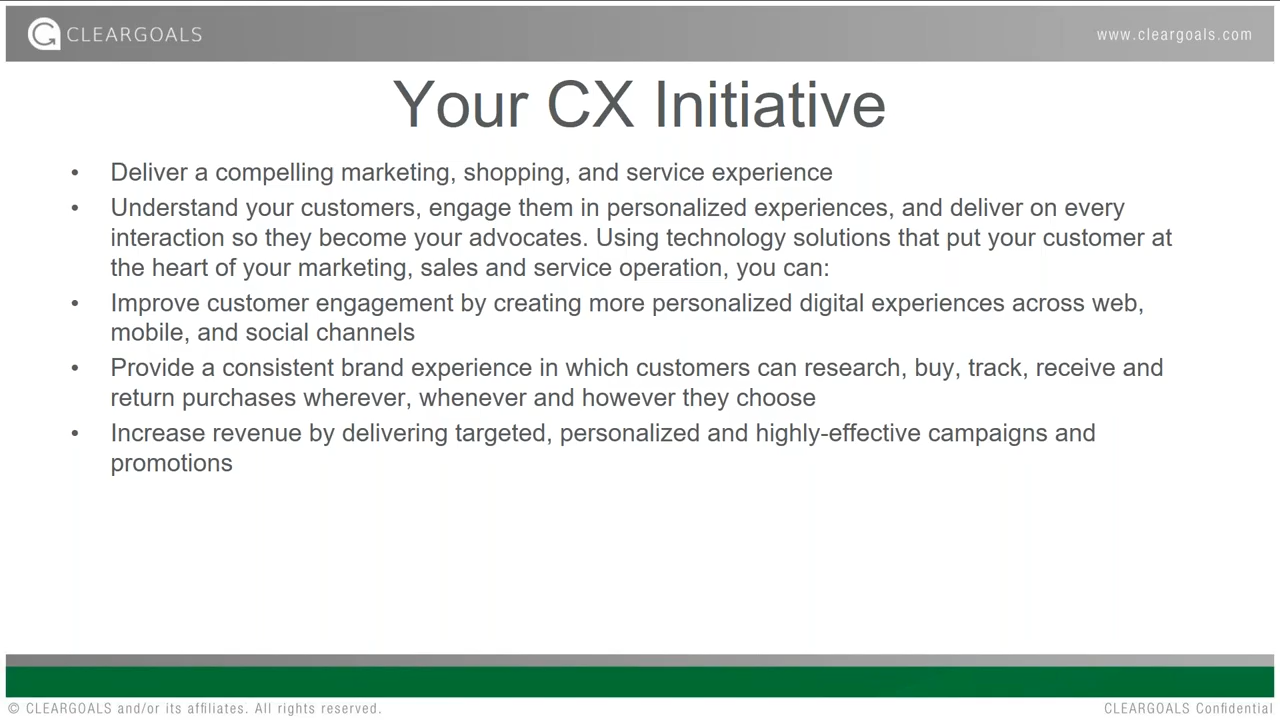 CLEARGOALS
www.cleargoals.com
Your CX Initiative
• Deliver a compelling marketing, shopping, and service experience
• Understand your customers, engage them in personalized experiences, and deliver on every
interaction so they become your advocates. Using technology solutions that put your customer at
the heart of your marketing, sales and service operation, you can:
• Improve customer engagement by creating more personalized digital experiences across web,
mobile, and social channels
• Provide a consistent brand experience in which customers can research, buy, track, receive and
return purchases wherever, whenever and however they choose
• Increase revenue by delivering targeted, personalized and highly-effective campaigns and
promotions
© CLEARGOALS and/or its affiliates. All rights reserved.
CLEARGOALS Confidential